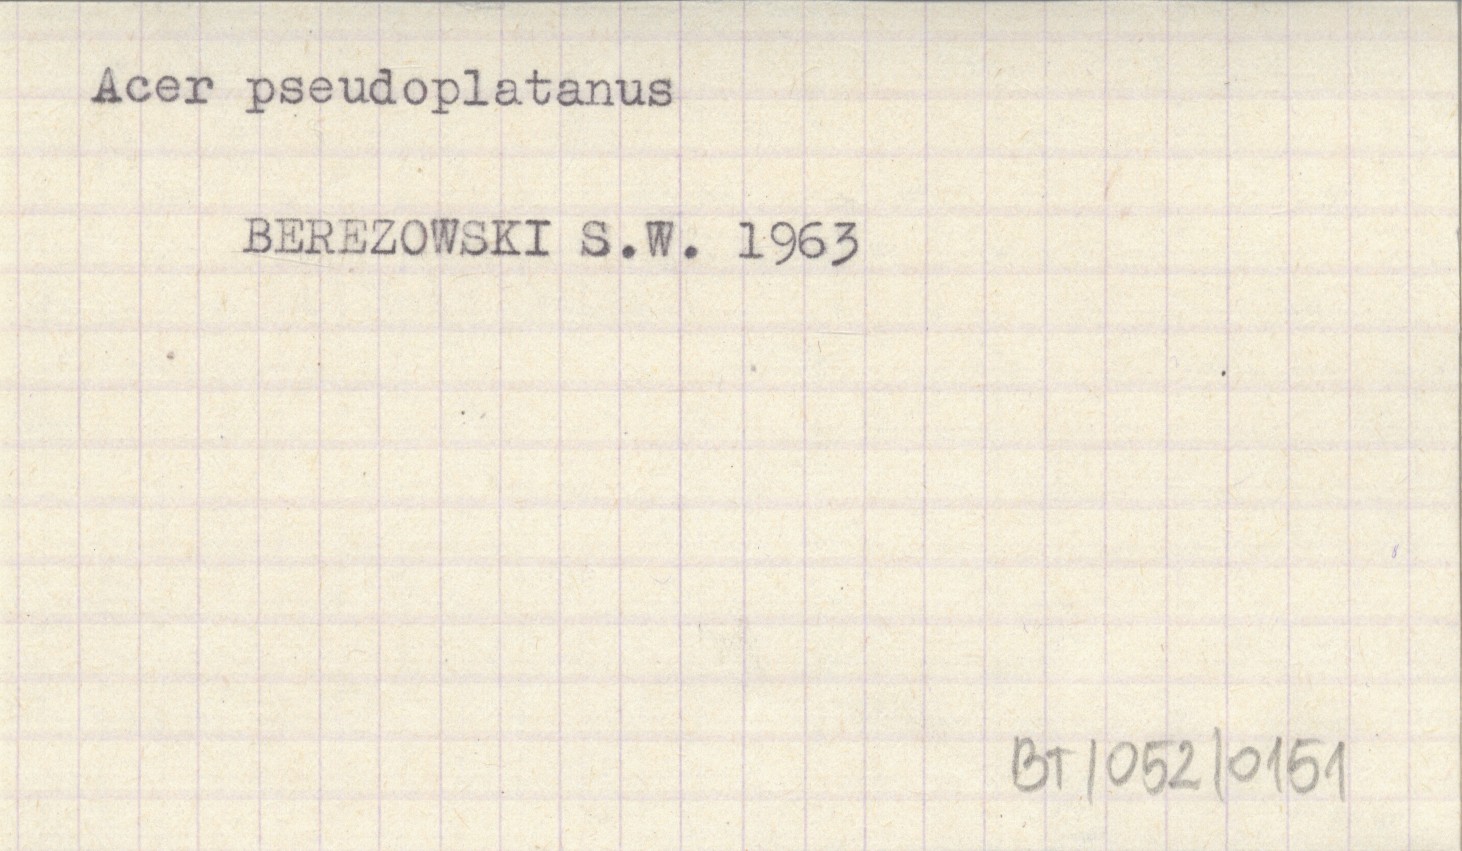 Acer pseudoplatanus
BEREZOWSKI S.W. 1963
BT/052/0151